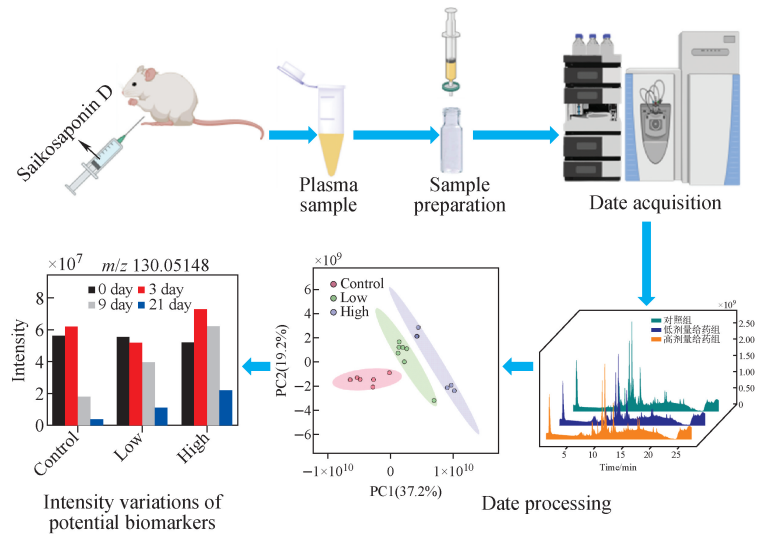 Saikosaponin D
Plasma
sample
Sample
preparation
Date acquisition
×10⁷
m/z 130.05148
0 day
3 day
9 day
21 day
Intensity
8
6
4
2
0
Control
Low
High
Intensity variations of
potential biomarkers
×10⁹
Control
Low
High
PC2(19.2%)
6
4
2
0
−2
−4
−6
−1×10¹⁰
0
1×10¹⁰
PC1(37.2%)
Date processing
×10⁹
对照组
低剂量给药组
高剂量给药组
2.50
1.50
1.00
0.50
0
5
10
15
20
25
Time/min